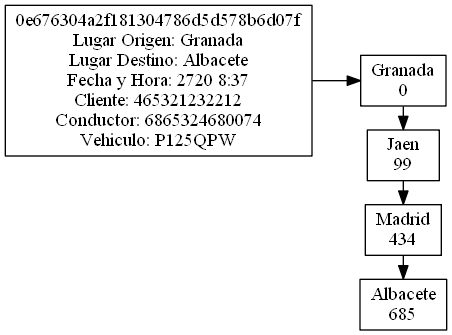 0e676304a2f181304786d5d578b6d07f
Lugar Origen: Granada
Lugar Destino: Albacete
Fecha y Hora: 2720 8:37
Cliente: 465321232212
Conductor: 6865324680074
Vehiculo: P125QPW
Granada
0
Jaen
99
Madrid
434
Albacete
685